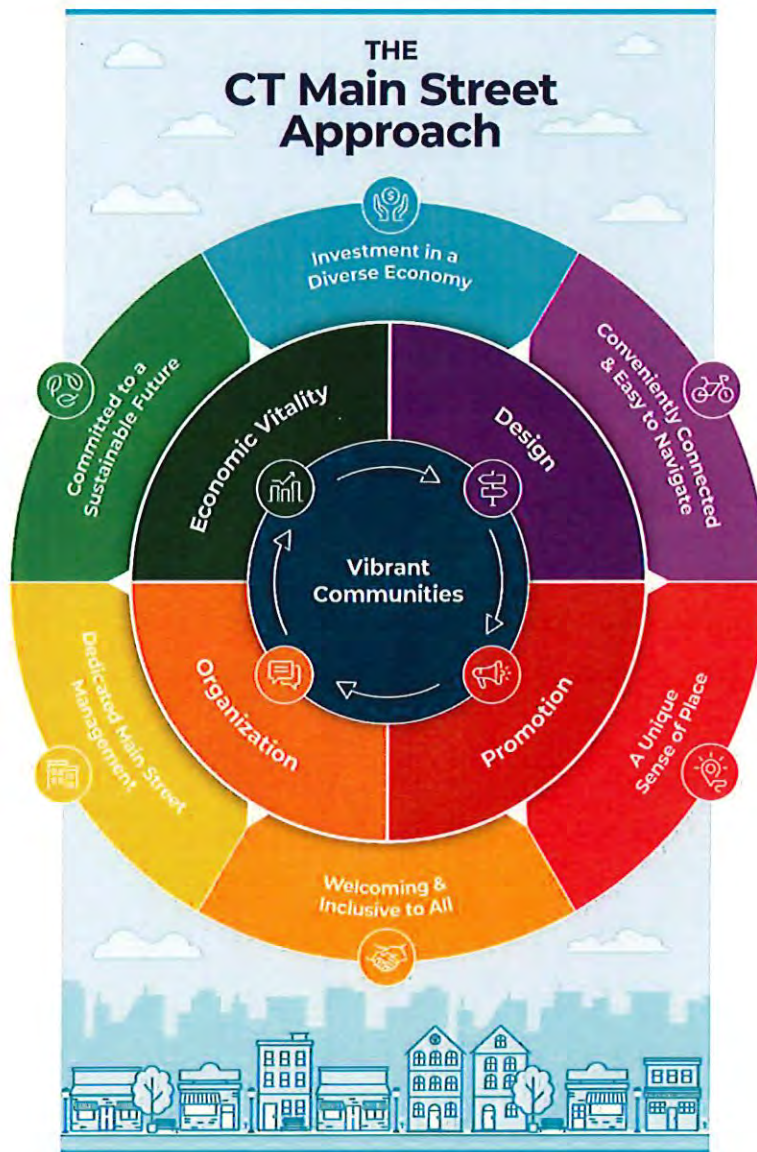 THE
CT Main Street
Approach
Investment in a
Diverse Economy
Conveniently Connected
& Easy to Navigate
A Unique
Sense of Place
Welcoming &
Inclusive to All
Dedicated Main Street
Management
Committed to a
Sustainable Future
Economic Vitality
Design
Promotion
Organization
Vibrant
Communities